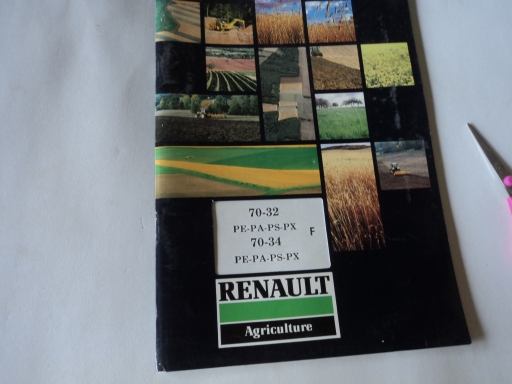 70-32
PE-PA-PS-PX
F
70-34
PE-PA-PS-PX
RENAULT
Agriculture